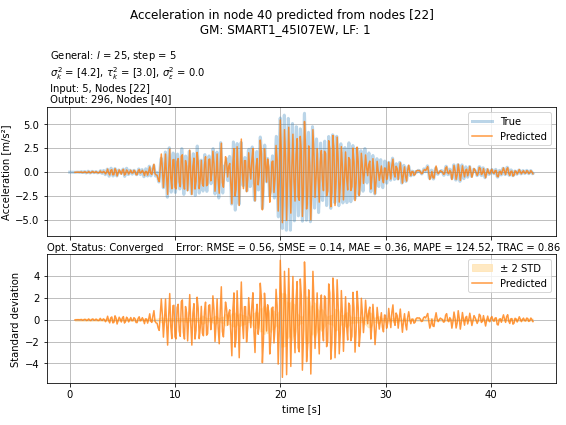 Acceleration in node 40 predicted from nodes [22]
GM: SMART1_45I07EW, LF: 1
General: l = 25, step = 5
σ²ₖ = [4.2], τ²ₖ = [3.0], σ²ε = 0.0
Input: 5, Nodes [22]
Output: 296, Nodes [40]
Acceleration [m/s²]
5.0
2.5
0.0
−2.5
−5.0
True
Predicted
Opt. Status: Converged Error: RMSE = 0.56, SMSE = 0.14, MAE = 0.36, MAPE = 124.52, TRAC = 0.86
Standard deviation
4
2
0
−2
−4
± 2 STD
Predicted
0 10 20 30 40
time [s]